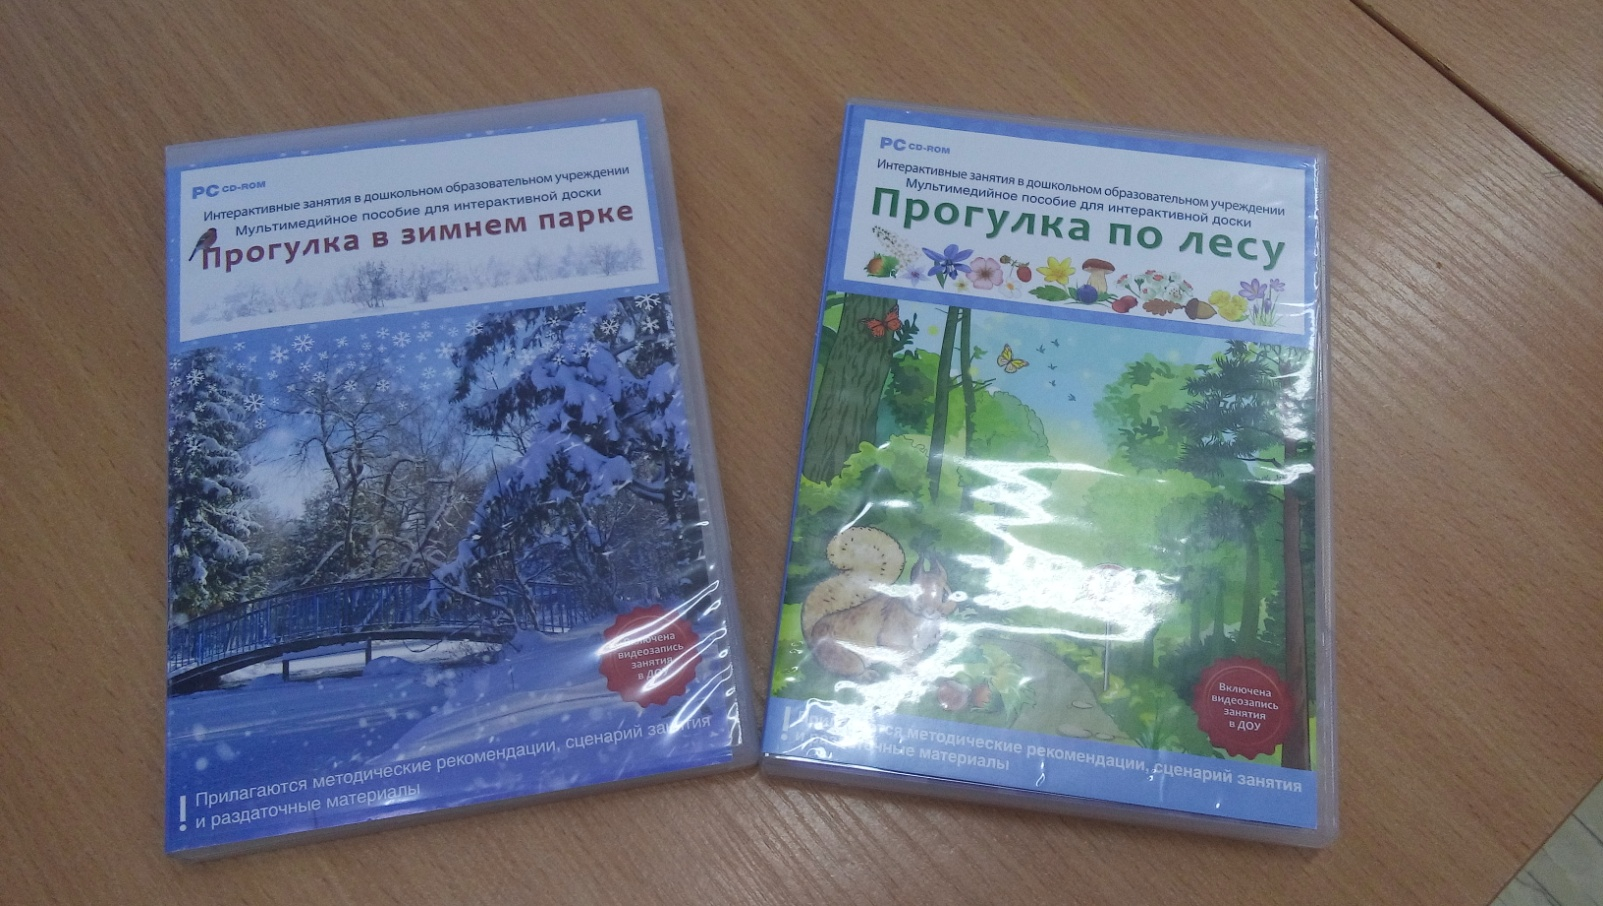 PC CD-ROM
Интерактивные занятия в дошкольном образовательном учреждении
Мультимедийное пособие для интерактивной доски
Прогулка в зимнем парке
Включена
видеозапись
занятия
в ДОУ
! Прилагаются методические рекомендации, сценарий занятия
и раздаточные материалы
PC CD-ROM
Интерактивные занятия в дошкольном образовательном учреждении
Мультимедийное пособие для интерактивной доски
Прогулка по лесу
Включена
видеозапись
занятия
в ДОУ
! Прилагаются методические рекомендации, сценарий занятия
и раздаточные материалы